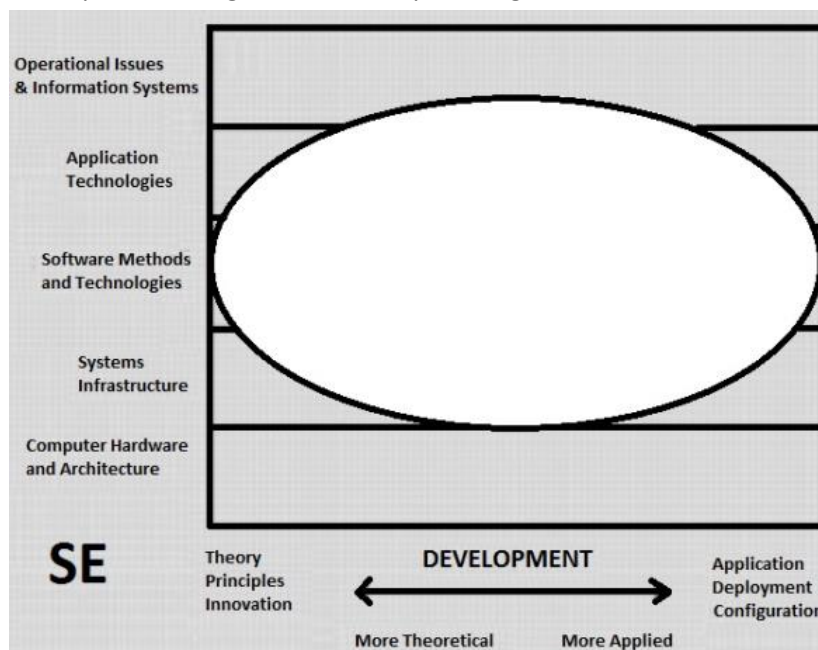 Operational Issues
& Information Systems
Application
Technologies
Software Methods
and Technologies
Systems
Infrastructure
Computer Hardware
and Architecture
SE
Theory
Principles
Innovation
DEVELOPMENT
Application
Deployment
Configuration
More Theoretical
More Applied